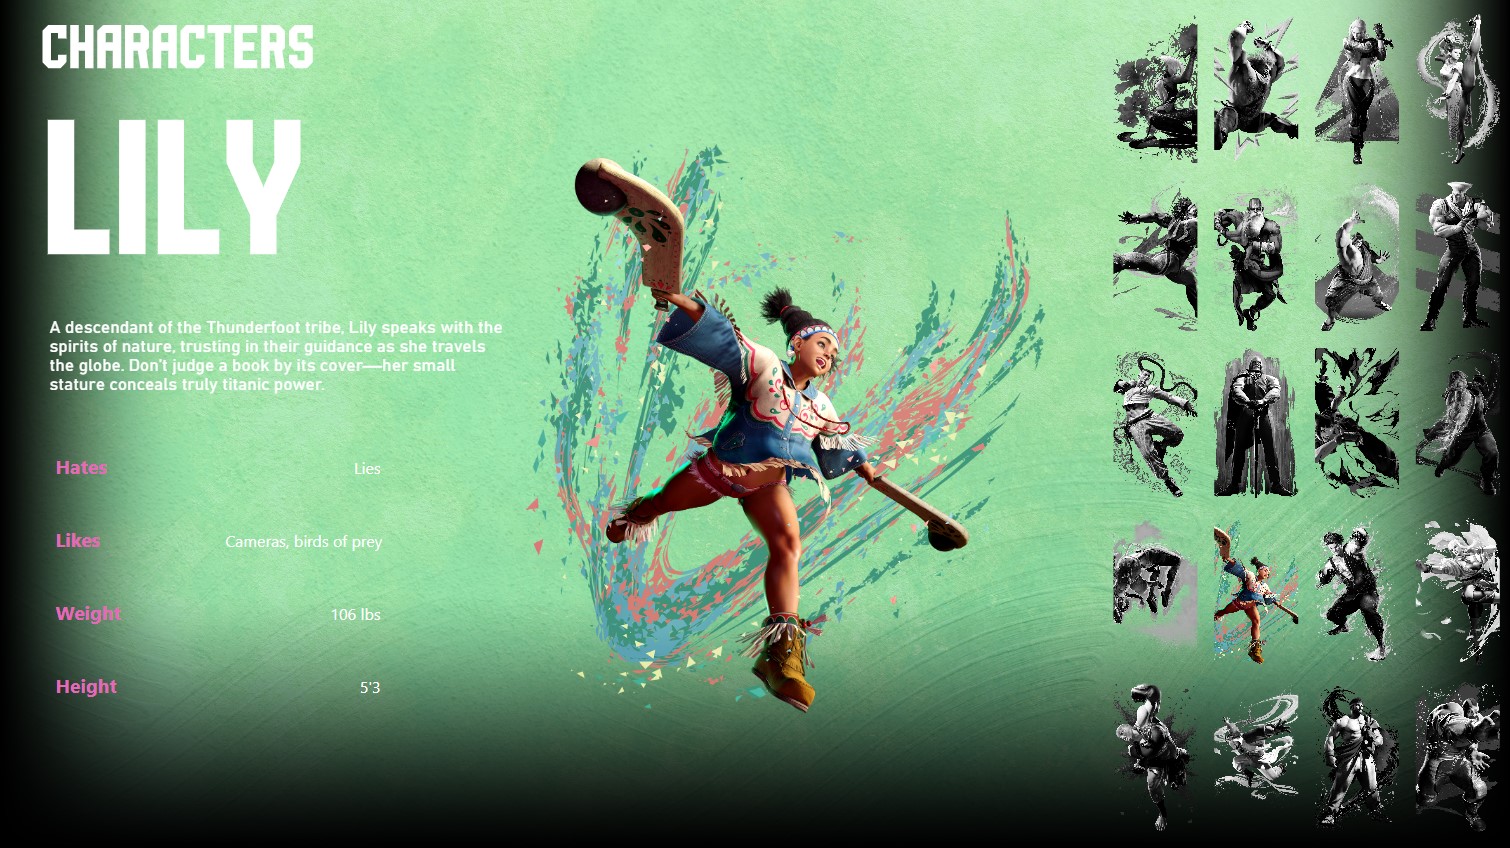 CHARACTERS
LILY
A descendant of the Thunderfoot tribe, Lily speaks with the
spirits of nature, trusting in their guidance as she travels
the globe. Don't judge a book by its cover—her small
stature conceals truly titanic power.
Hates Lies
Likes Cameras, birds of prey
Weight 106 lbs
Height 5'3